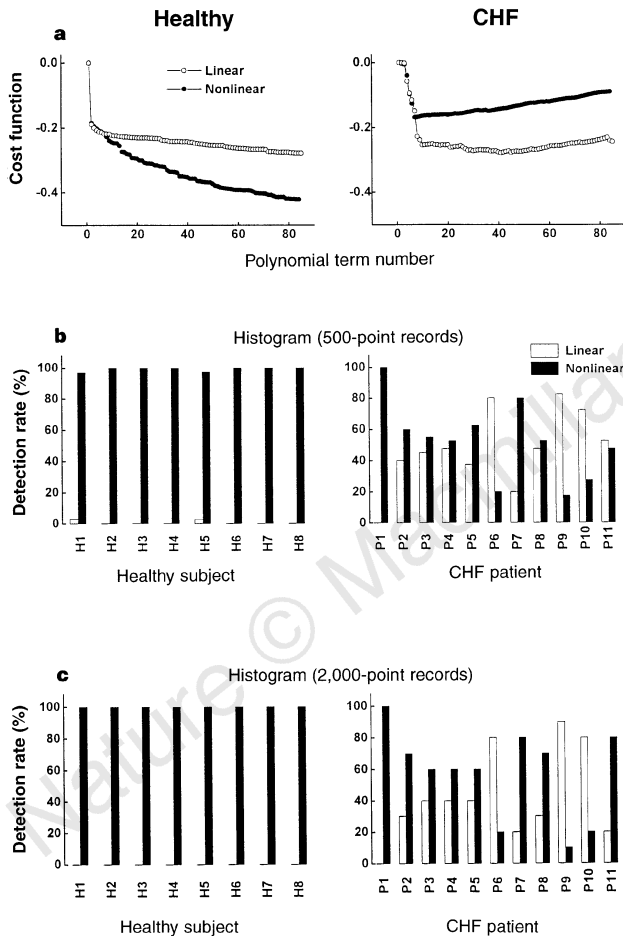 Healthy CHF
a
0.0
-0.2
-0.4
Cost function
Linear
Nonlinear
0 20 40 60 80
0.0
-0.2
-0.4
0 20 40 60 80
Polynomial term number
b Histogram (500-point records)
Linear
Nonlinear
Detection rate (%)
100
80
60
40
20
0
H1 H2 H3 H4 H5 H6 H7 H8
Healthy subject
100
80
60
40
20
0
P1 P2 P3 P4 P5 P6 P7 P8 P9 P10 P11
CHF patient
c Histogram (2,000-point records)
Detection rate (%)
100
80
60
40
20
0
H1 H2 H3 H4 H5 H6 H7 H8
Healthy subject
100
80
60
40
20
0
P1 P2 P3 P4 P5 P6 P7 P8 P9 P10 P11
CHF patient
Nature © Macmillan